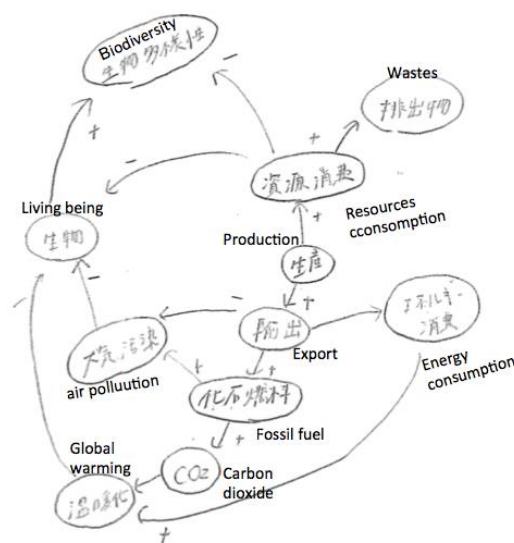 Biodiversity
生物多様性
Wastes
排出物
資源消費
Resources
cconsomption
Living being
生物
Production
生産
輸出
Export
エネルギー
消費
Energy
consumption
大気汚染
air polluution
化石燃料
Fossil fuel
Global
warming
温暖化
CO2
Carbon
dioxide